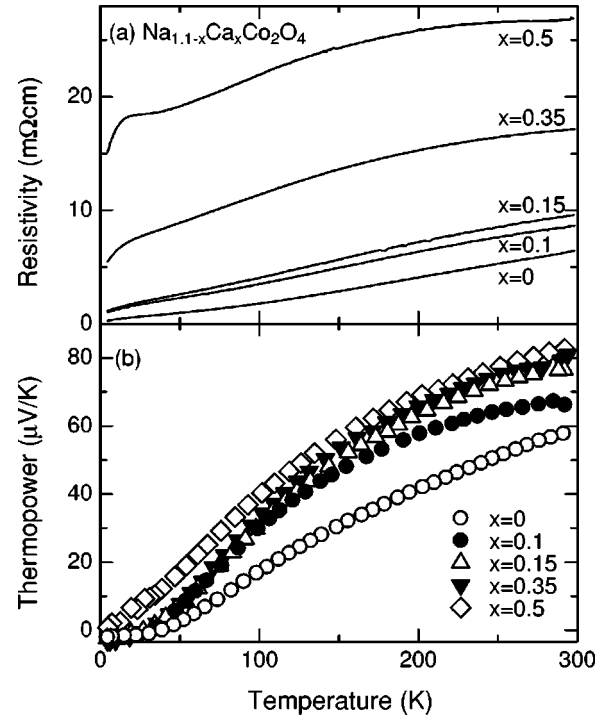 (a) Na1.1-xCaxCo2O4
x=0.5
x=0.35
x=0.15
x=0.1
x=0
Resistivity (mΩcm)
20
10
0
(b)
Thermopower (μV/K)
80
60
40
20
0
x=0
x=0.1
x=0.15
x=0.35
x=0.5
0
100
200
300
Temperature (K)